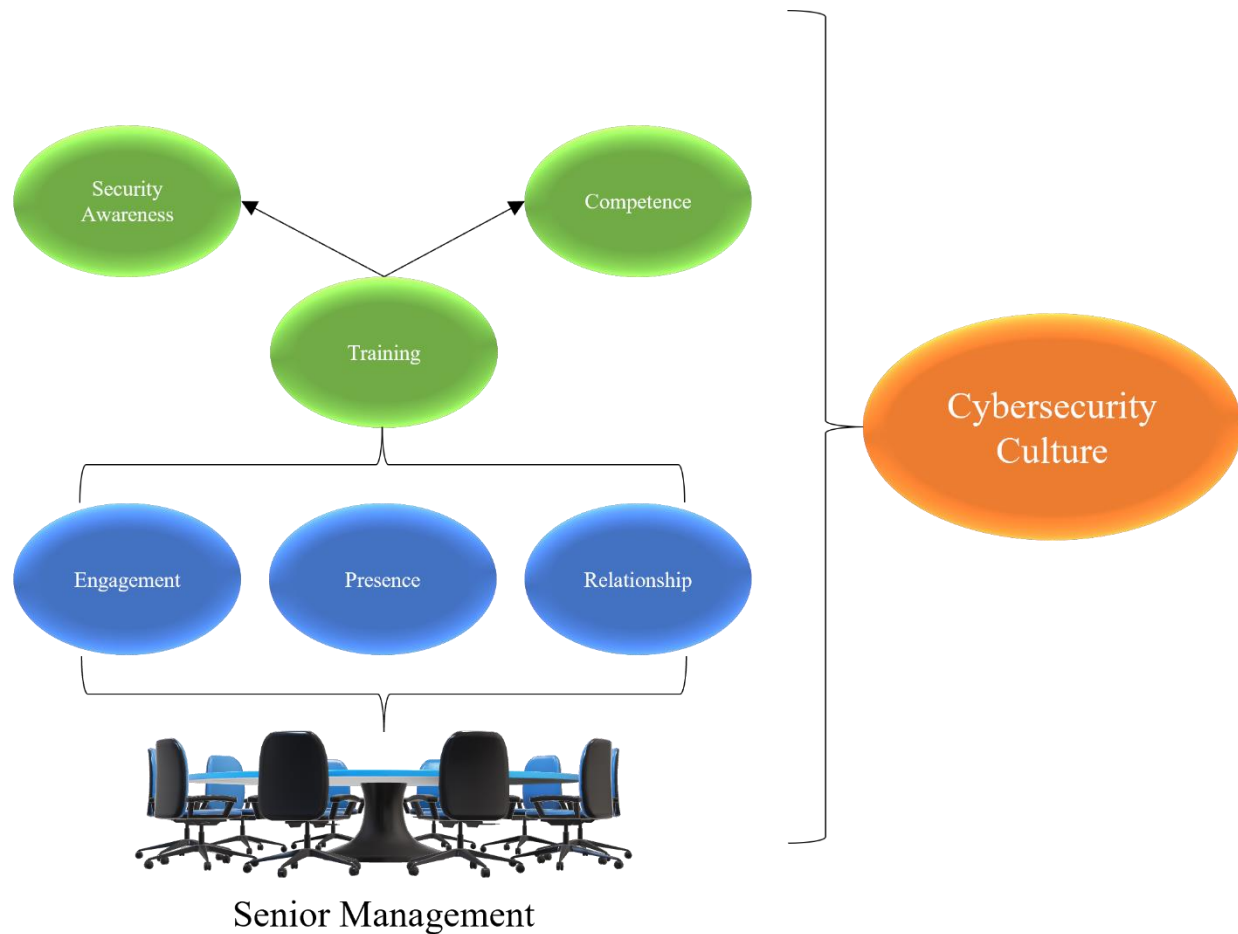 Security
Awareness
Competence
Training
Engagement
Presence
Relationship
Senior Management
Cybersecurity
Culture